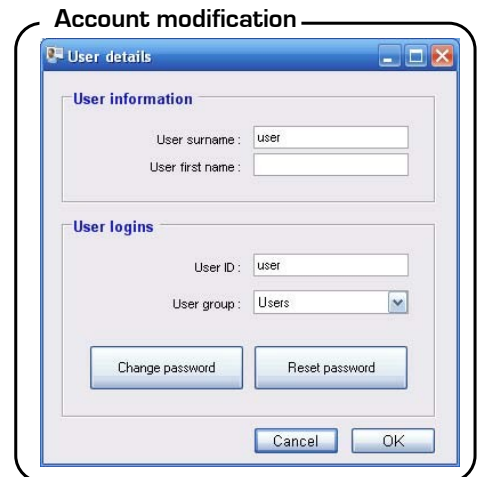 Account modification
User details
User information
User surname : user
User first name :
User logins
User ID : user
User group : Users
Change password Reset password
Cancel OK